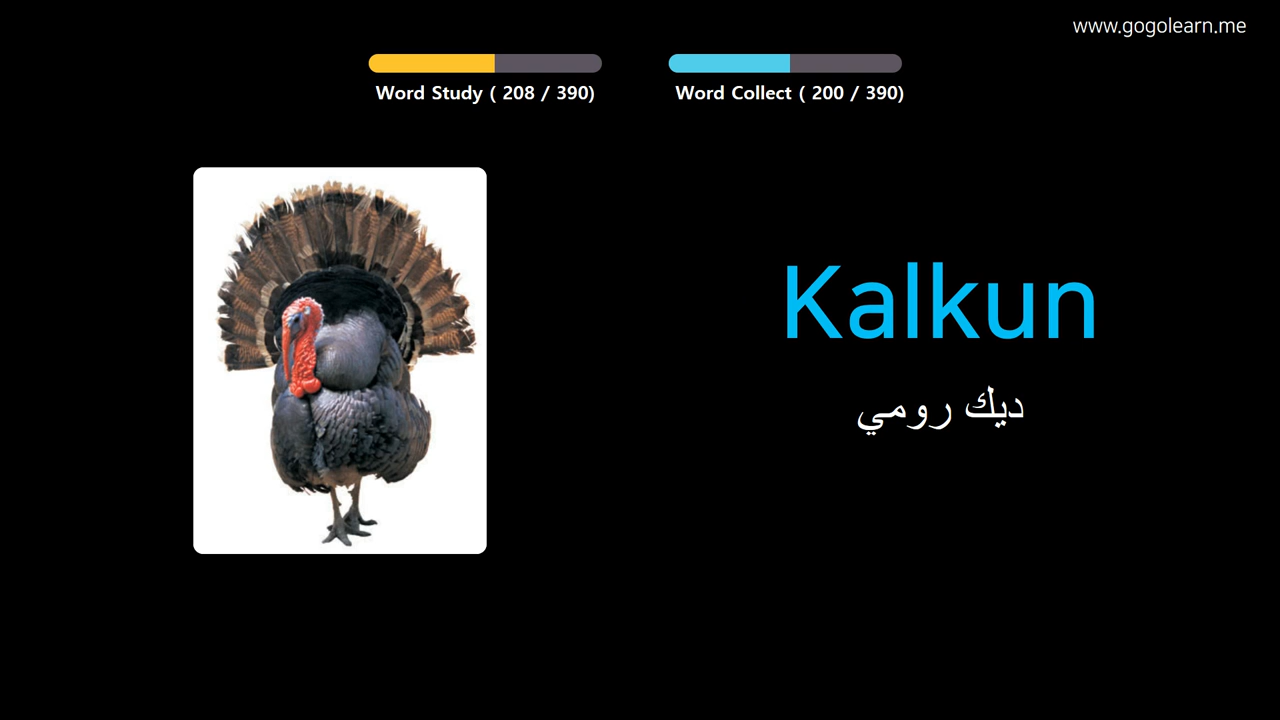 www.gogolearn.me
Word Study ( 208 / 390)
Word Collect ( 200 / 390)
Kalkun
ديك رومي